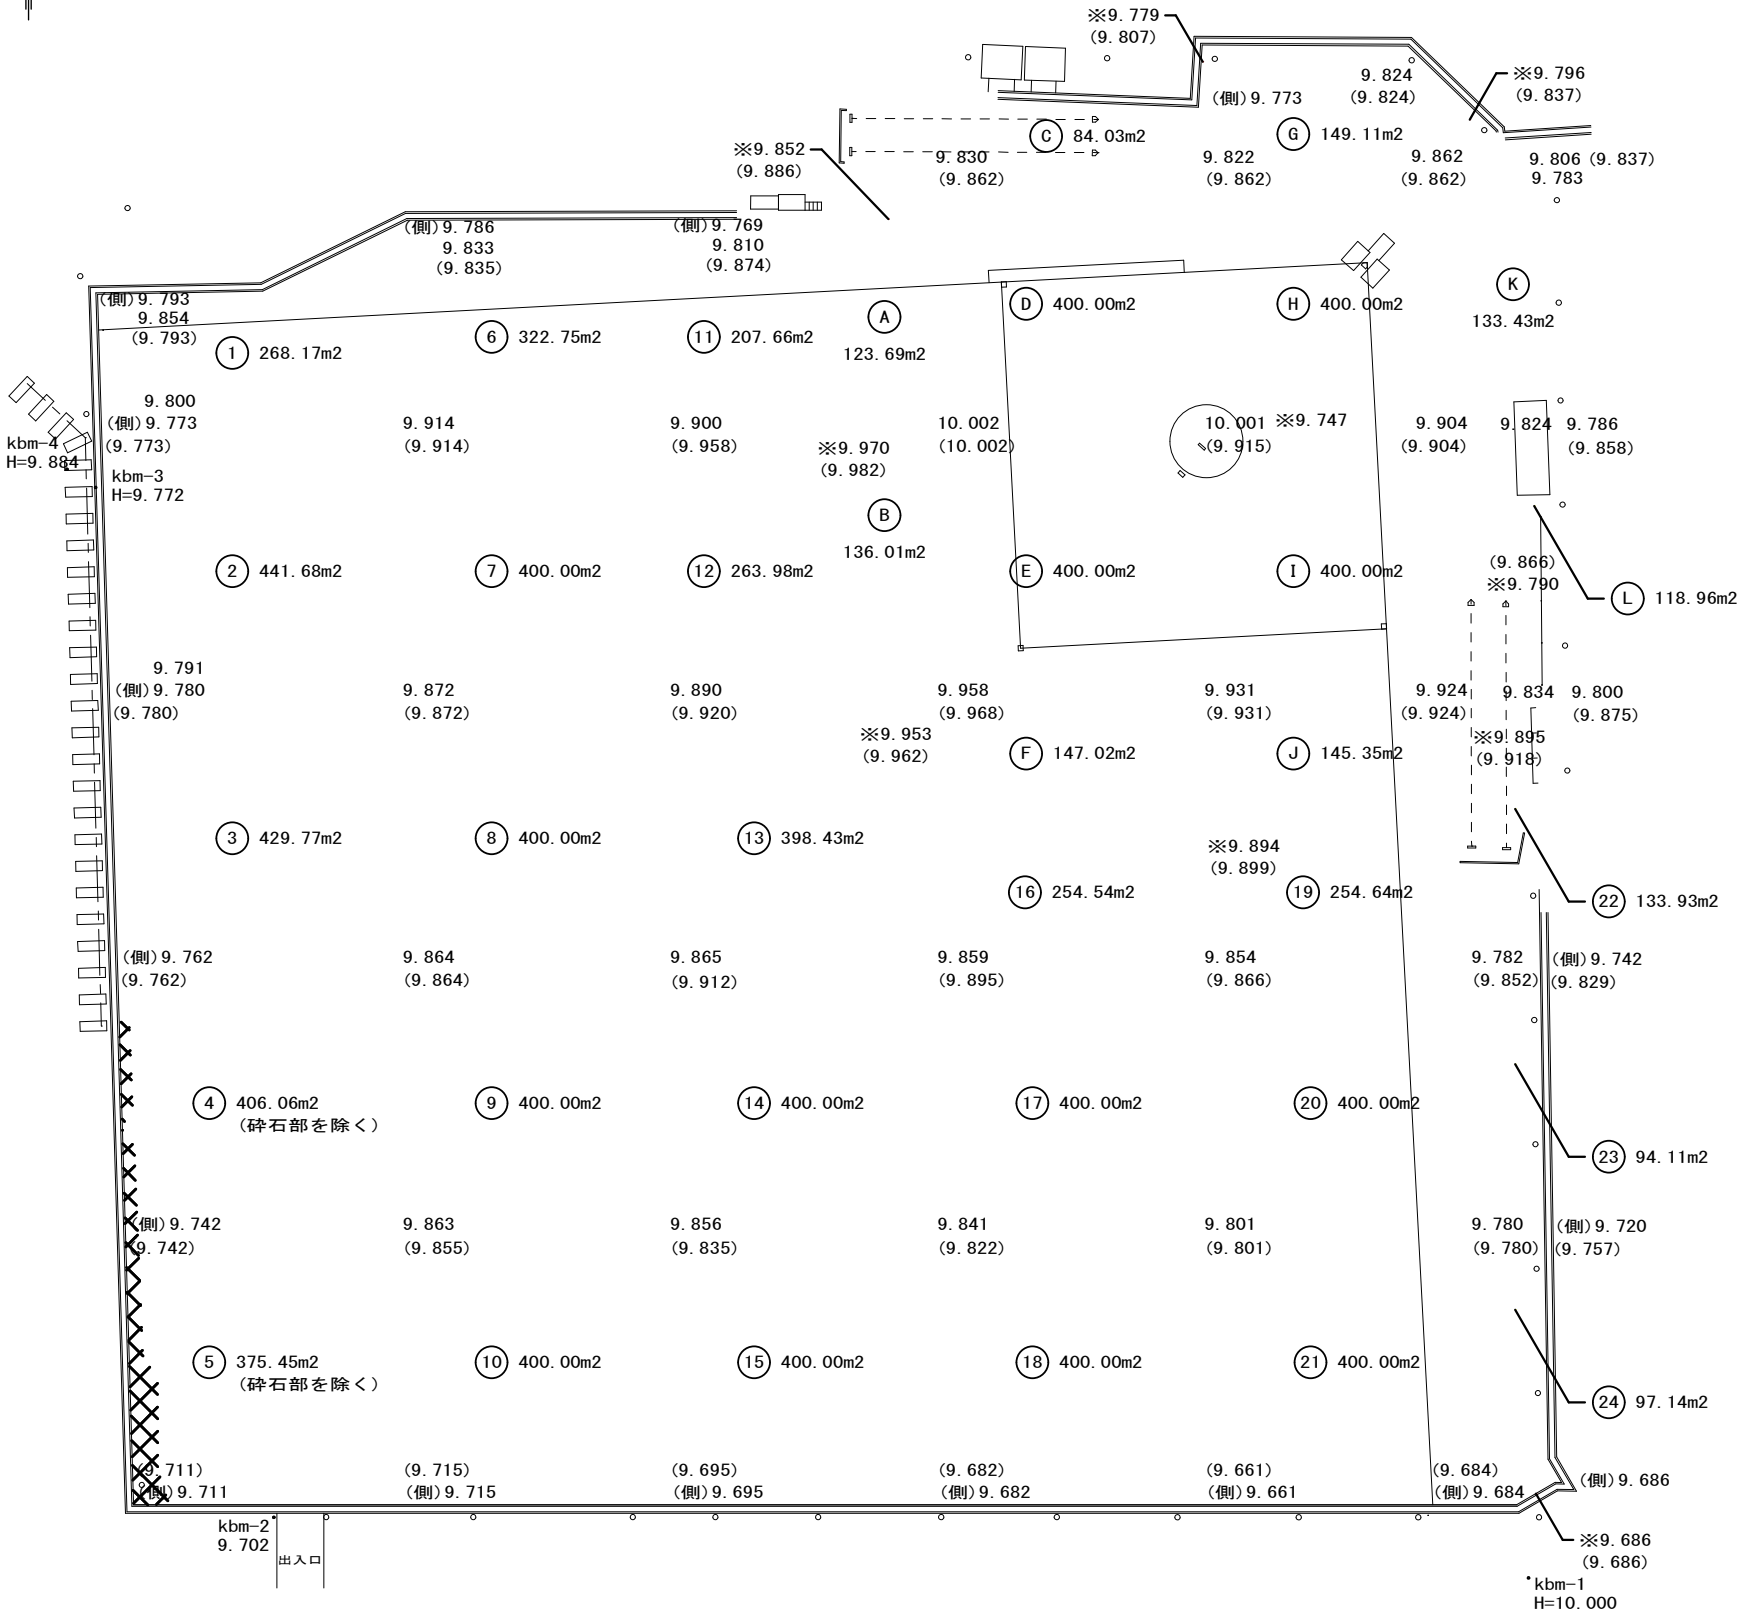 ※9.779
(9.807)
9.824
(9.824)
※9.796
(9.837)
(側)9.773
C 84.03m2
G 149.11m2
※9.852
(9.886)
9.830
(9.862)
9.822
(9.862)
9.862
(9.862)
9.806 (9.837)
9.783
(側)9.786
9.833
(9.835)
(側)9.769
9.810
(9.874)
(側)9.793
9.854
(9.793)
1 268.17m2
6 322.75m2
11 207.66m2
A
123.69m2
D 400.00m2
H 400.00m2
K
133.43m2
9.800
(側)9.773
(9.773)
9.914
(9.914)
9.900
(9.958)
※9.970
(9.982)
10.002
(10.002)
10.001
(9.915)
※9.747
9.904
(9.904)
9.824
9.786
(9.858)
kbm-4
H=9.884
kbm-3
H=9.772
B
136.01m2
2 441.68m2
7 400.00m2
12 263.98m2
E 400.00m2
I 400.00m2
(9.866)
※9.790
L 118.96m2
9.791
(側)9.780
(9.780)
9.872
(9.872)
9.890
(9.920)
9.958
(9.968)
9.931
(9.931)
9.924
(9.924)
9.834
9.800
(9.875)
※9.953
(9.962)
F 147.02m2
J 145.35m2
※9.895
(9.918)
3 429.77m2
8 400.00m2
13 398.43m2
※9.894
(9.899)
16 254.54m2
19 254.64m2
22 133.93m2
(側)9.762
(9.762)
9.864
(9.864)
9.865
(9.912)
9.859
(9.895)
9.854
(9.866)
9.782
(9.852)
(側)9.742
(9.829)
4 406.06m2
(砕石部を除く)
9 400.00m2
14 400.00m2
17 400.00m2
20 400.00m2
23 94.11m2
(側)9.742
(9.742)
9.863
(9.855)
9.856
(9.835)
9.841
(9.822)
9.801
(9.801)
9.780
(9.780)
(側)9.720
(9.757)
5 375.45m2
(砕石部を除く)
10 400.00m2
15 400.00m2
18 400.00m2
21 400.00m2
24 97.14m2
(9.711)
(側)9.711
(9.715)
(側)9.715
(9.695)
(側)9.695
(9.682)
(側)9.682
(9.661)
(側)9.661
(9.684)
(側)9.684
(側)9.686
kbm-2
9.702
出入口
※9.686
(9.686)
kbm-1
H=10.000